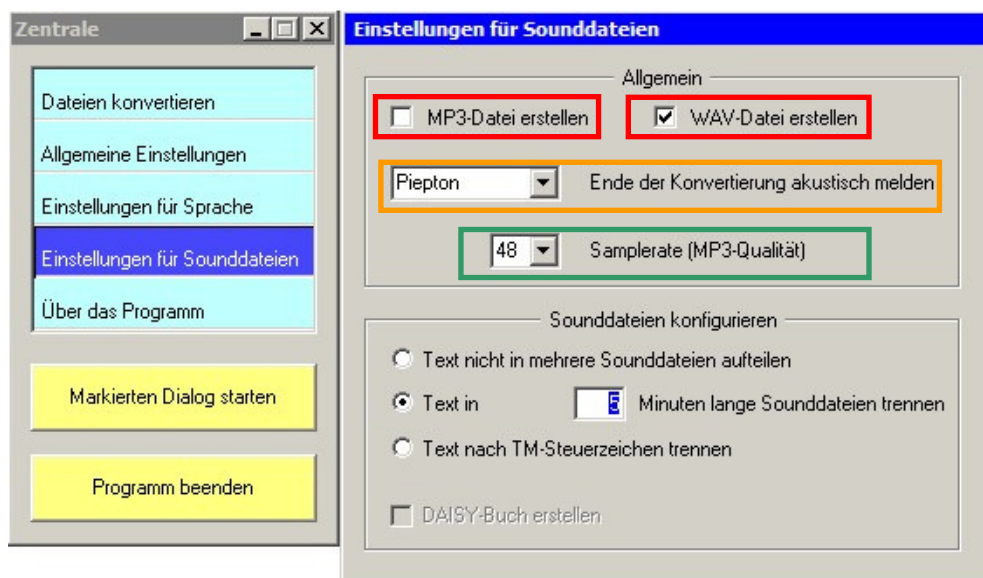 Zentrale
Dateien konvertieren
Allgemeine Einstellungen
Einstellungen für Sprache
Einstellungen für Sounddateien
Über das Programm
Markierten Dialog starten
Programm beenden
Einstellungen für Sounddateien
Allgemein
MP3-Datei erstellen WAV-Datei erstellen
Piepton Ende der Konvertierung akustisch melden
48 Samplerate (MP3-Qualität)
Sounddateien konfigurieren
Text nicht in mehrere Sounddateien aufteilen
Text in 5 Minuten lange Sounddateien trennen
Text nach TM-Steuerzeichen trennen
DAISY-Buch erstellen